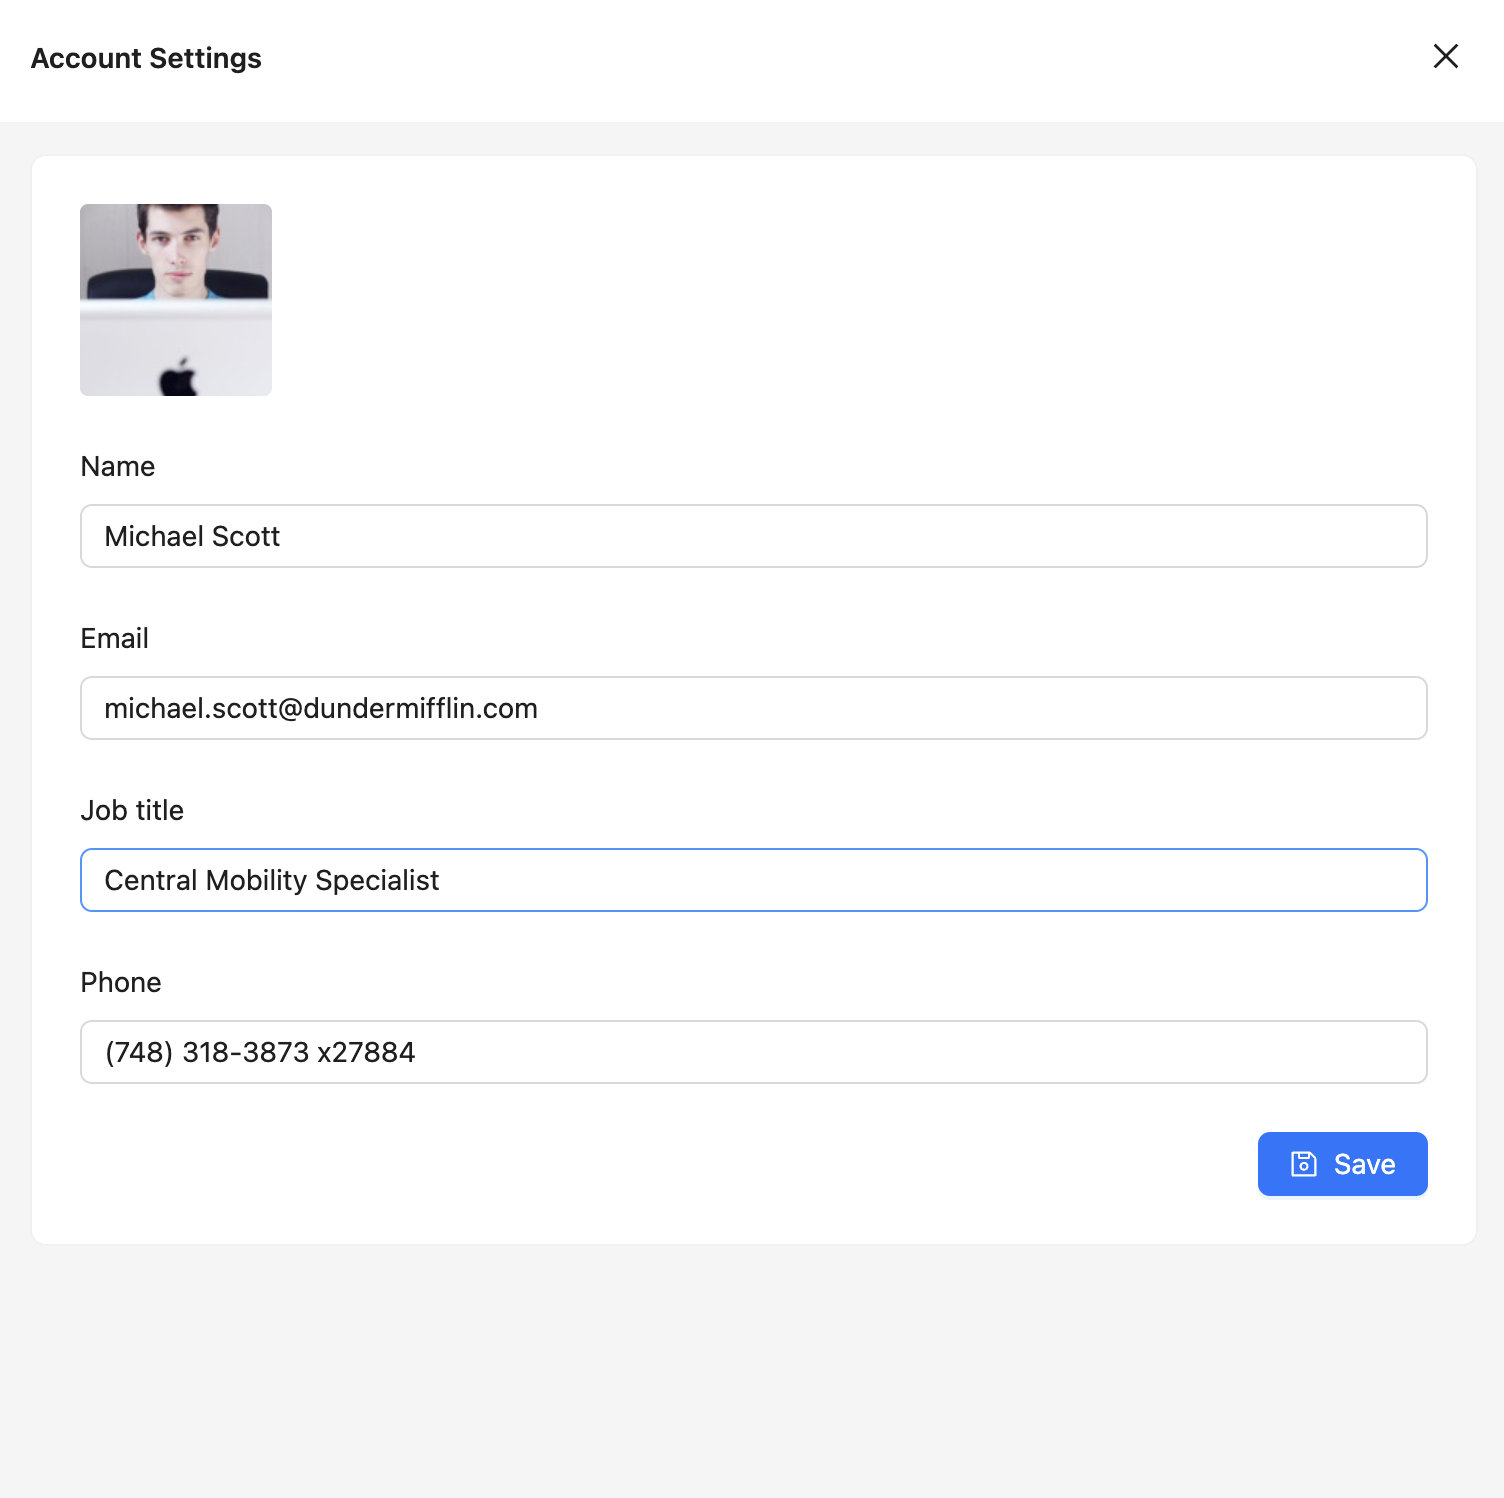 Account Settings
Name
Michael Scott
Email
michael.scott@dundermifflin.com
Job title
Central Mobility Specialist
Phone
(748) 318-3873 x27884
Save